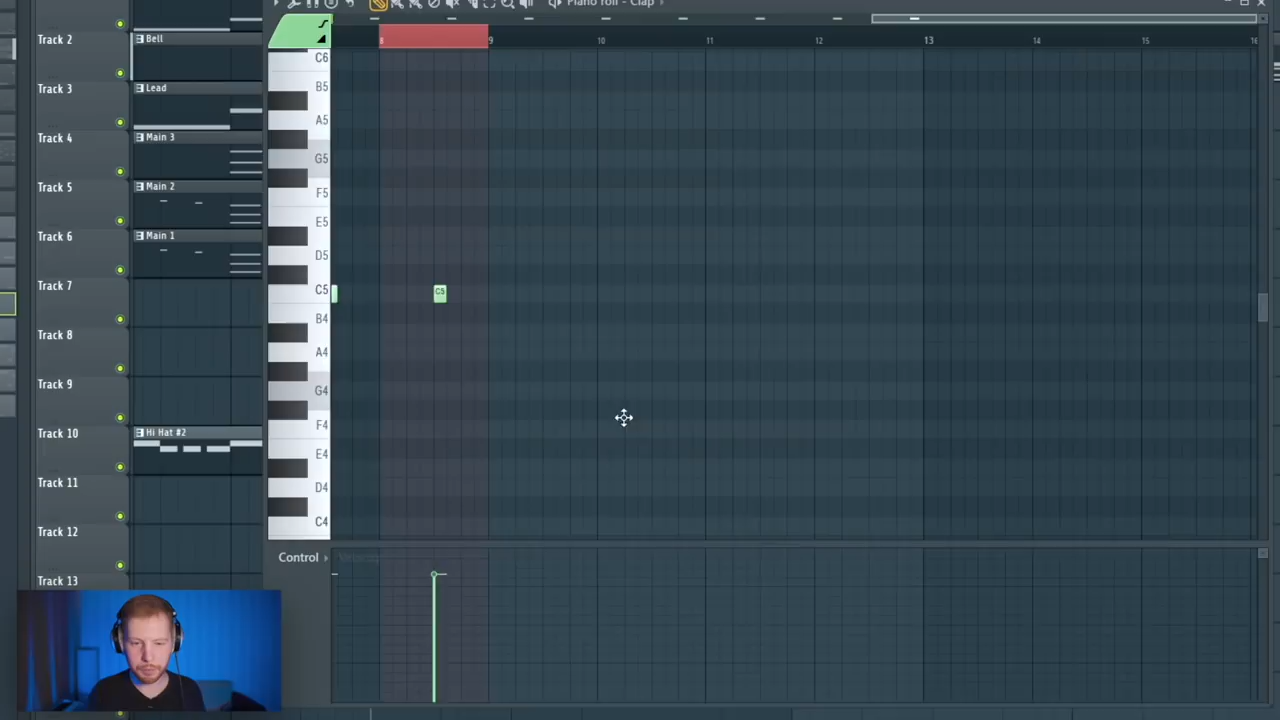 Piano roll - Clap
Track 2
Bell
Track 3
Lead
Track 4
Main 3
Track 5
Main 2
Track 6
Main 1
Track 7
Track 8
Track 9
Track 10
Hi Hat #2
Track 11
Track 12
Track 13
8 9 10 11 12 13 14 15 16
C6
B5
A5
G5
F5
E5
D5
C5
C5
B4
A4
G4
F4
E4
D4
C4
Control
Velocity